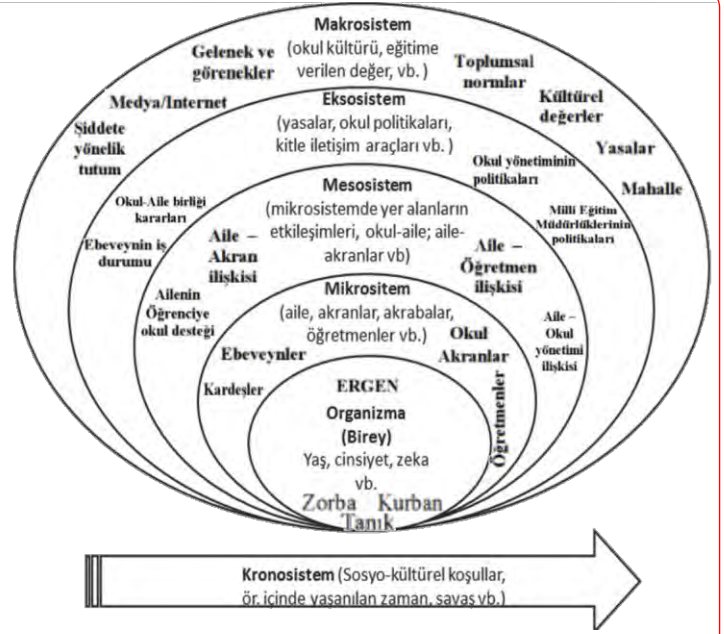 Makrosistem
(okul kültürü, eğitime
verilen değer, vb. )
Gelenek ve
görenekler
Toplumsal
normlar
Medya/Internet
Kültürel
değerler
Şiddete
yönelik
tutum
Yasalar
Mahalle
Eksosistem
(yasalar, okul politikaları,
kitle iletişim araçları vb. )
Okul yönetiminin
politikaları
Okul-Aile birliği
kararları
Milli Eğitim
Müdürlüklerinin
politikaları
Ebeveynin iş
durumu
Mesosistem
(mikrosistemde yer alanların
etkileşimleri, okul-aile; aile-
akranlar vb)
Aile –
Akran
ilişkisi
Aile –
Öğretmen
ilişkisi
Ailenin
Öğrenciye
okul desteği
Aile –
Okul
yönetimi
ilişkisi
Mikrositem
(aile, akranlar, akrabalar,
öğretmenler vb.)
Ebeveynler
Okul
Akranlar
Kardeşler
Öğretmenler
ERGEN
Organizma
(Birey)
Yaş, cinsiyet, zeka
vb.
Zorba Kurban
Tanık
Kronosistem (Sosyo-kültürel koşullar,
ör. içinde yaşanılan zaman, savaş vb.)